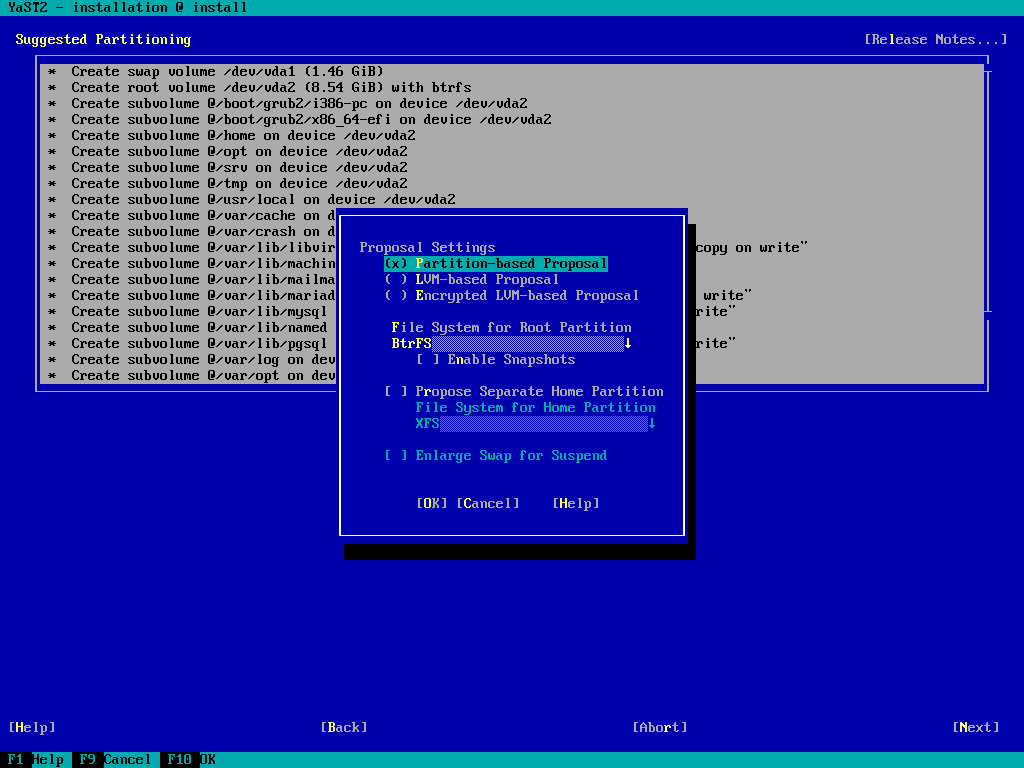 YaST2 - installation @ install
Suggested Partitioning [Release Notes...]
* Create swap volume /dev/vda1 (1.46 GiB)
* Create root volume /dev/vda2 (8.54 GiB) with btrfs
* Create subvolume @/boot/grub2/i386-pc on device /dev/vda2
* Create subvolume @/boot/grub2/x86_64-efi on device /dev/vda2
* Create subvolume @/home on device /dev/vda2
* Create subvolume @/opt on device /dev/vda2
* Create subvolume @/srv on device /dev/vda2
* Create subvolume @/tmp on device /dev/vda2
* Create subvolume @/usr/local on device /dev/vda2
* Create subvolume @/var/cache on d
* Create subvolume @/var/crash on d
* Create subvolume @/var/lib/libvir copy on write"
* Create subvolume @/var/lib/machin
* Create subvolume @/var/lib/mailma
* Create subvolume @/var/lib/mariad write"
* Create subvolume @/var/lib/mysql rite"
* Create subvolume @/var/lib/named
* Create subvolume @/var/lib/pgsql rite"
* Create subvolume @/var/log on dev
* Create subvolume @/var/opt on dev
Proposal Settings
(x) Partition-based Proposal
( ) LVM-based Proposal
( ) Encrypted LVM-based Proposal
File System for Root Partition
BtrFS↓
[ ] Enable Snapshots
[ ] Propose Separate Home Partition
File System for Home Partition
XFS↓
[ ] Enlarge Swap for Suspend
[OK] [Cancel] [Help]
[Help] [Back] [Abort] [Next]
F1 Help F9 Cancel F10 OK